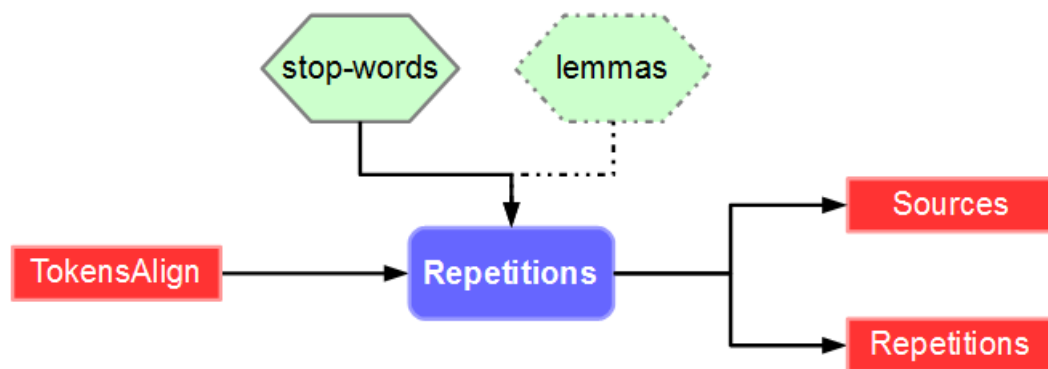 stop-words
lemmas
Sources
TokensAlign
Repetitions
Repetitions